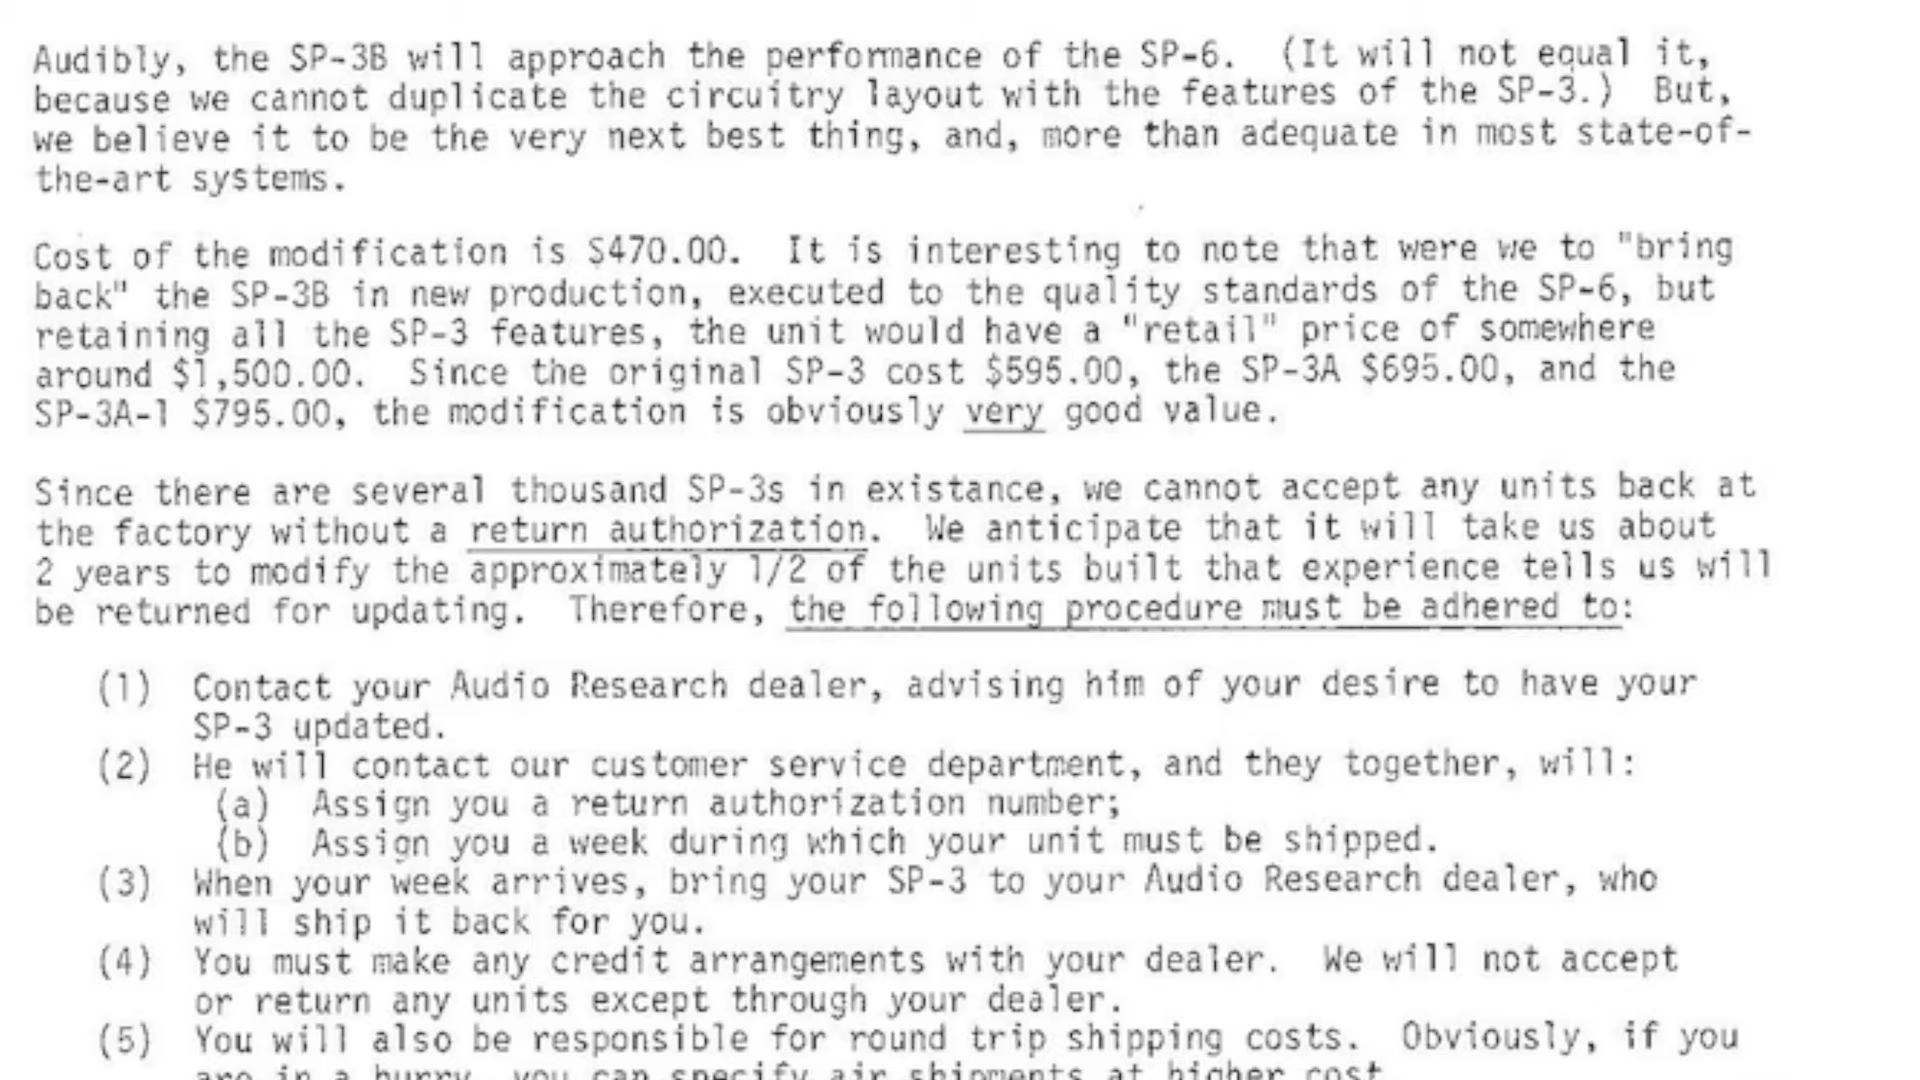 Audibly, the SP-3B will approach the performance of the SP-6.  (It will not equal it,
because we cannot duplicate the circuitry layout with the features of the SP-3.)  But,
we believe it to be the very next best thing, and, more than adequate in most state-of-
the-art systems.
Cost of the modification is $470.00.  It is interesting to note that were we to "bring
back" the SP-3B in new production, executed to the quality standards of the SP-6, but
retaining all the SP-3 features, the unit would have a "retail" price of somewhere
around $1,500.00.  Since the original SP-3 cost $595.00, the SP-3A $695.00, and the
SP-3A-1 $795.00, the modification is obviously very good value.
Since there are several thousand SP-3s in existance, we cannot accept any units back at
the factory without a return authorization.  We anticipate that it will take us about
2 years to modify the approximately 1/2 of the units built that experience tells us will
be returned for updating.  Therefore, the following procedure must be adhered to:
(1)  Contact your Audio Research dealer, advising him of your desire to have your
SP-3 updated.
(2)  He will contact our customer service department, and they together, will:
(a)  Assign you a return authorization number;
(b)  Assign you a week during which your unit must be shipped.
(3)  When your week arrives, bring your SP-3 to your Audio Research dealer, who
will ship it back for you.
(4)  You must make any credit arrangements with your dealer.  We will not accept
or return any units except through your dealer.
(5)  You will also be responsible for round trip shipping costs.  Obviously, if you
are in a hurry, you can specify air shipments at higher cost.